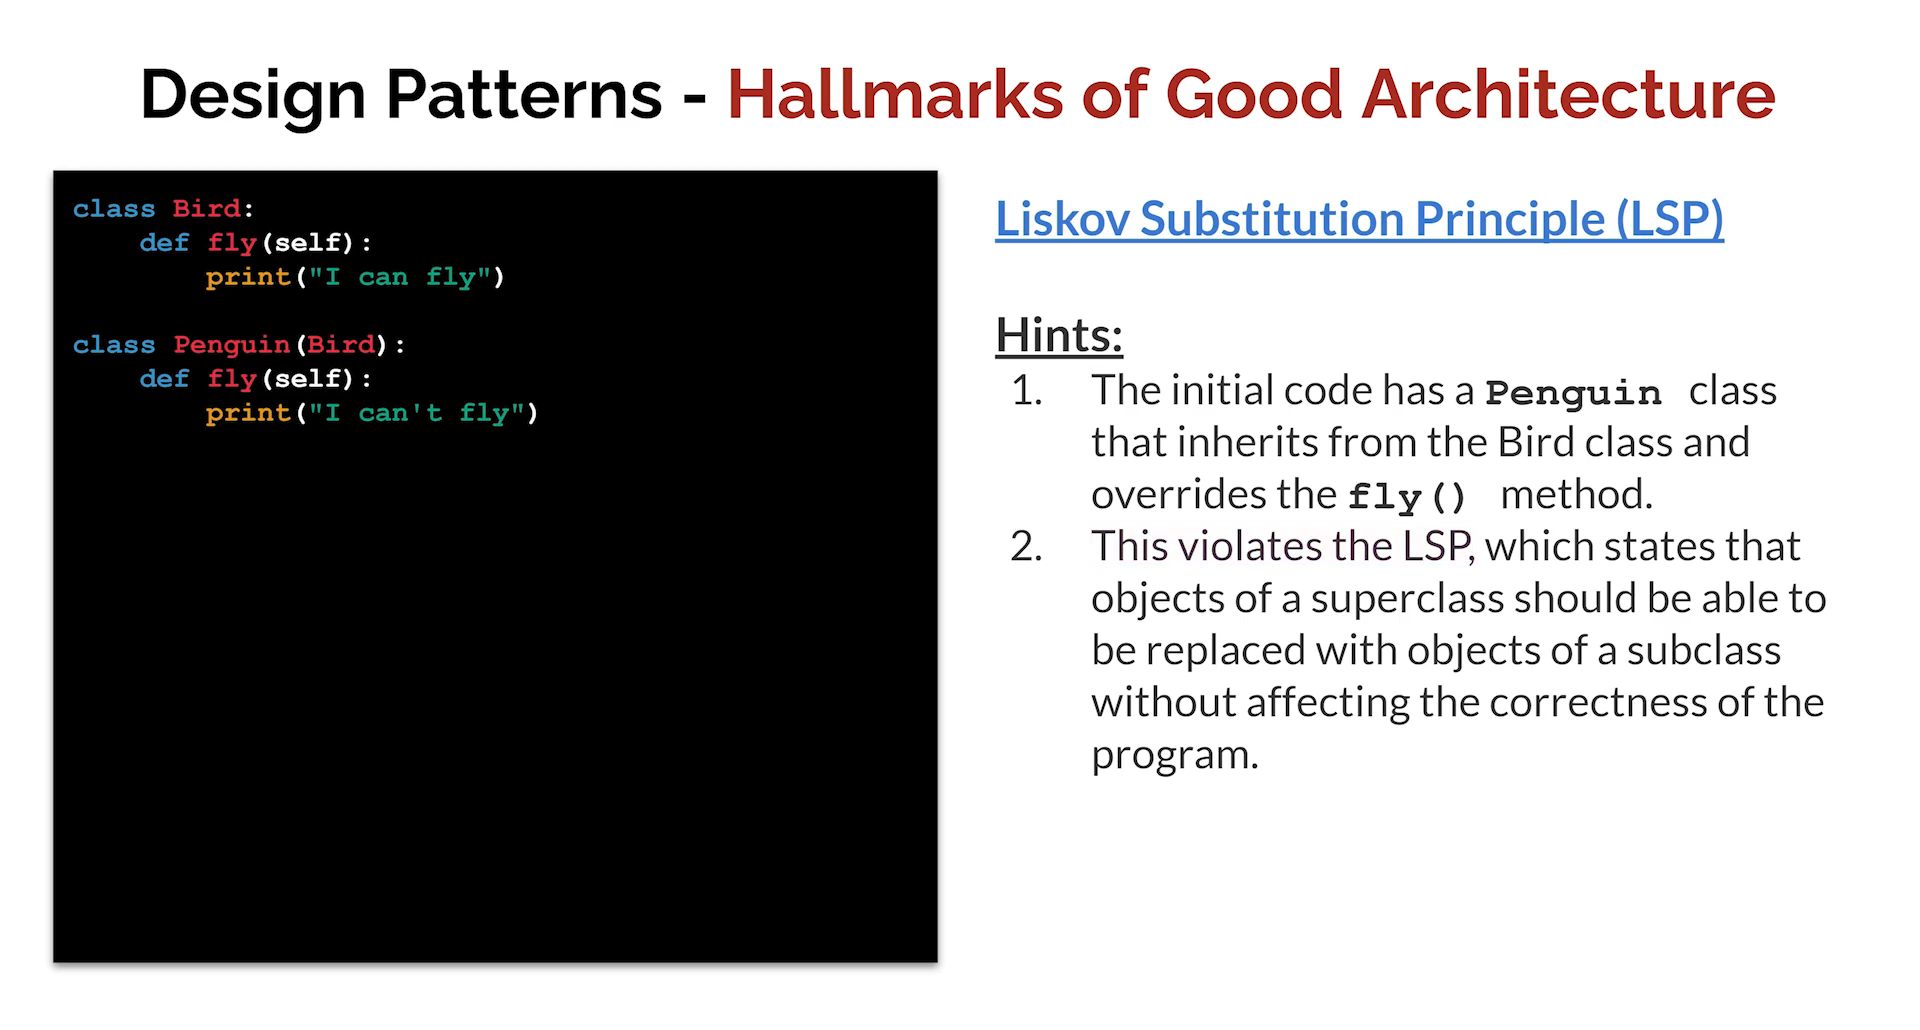 Design Patterns - Hallmarks of Good Architecture
class Bird:
    def fly(self):
        print("I can fly")
class Penguin(Bird):
    def fly(self):
        print("I can't fly")
Liskov Substitution Principle (LSP)
Hints:
1. The initial code has a Penguin class
that inherits from the Bird class and
overrides the fly() method.
2. This violates the LSP, which states that
objects of a superclass should be able to
be replaced with objects of a subclass
without affecting the correctness of the
program.